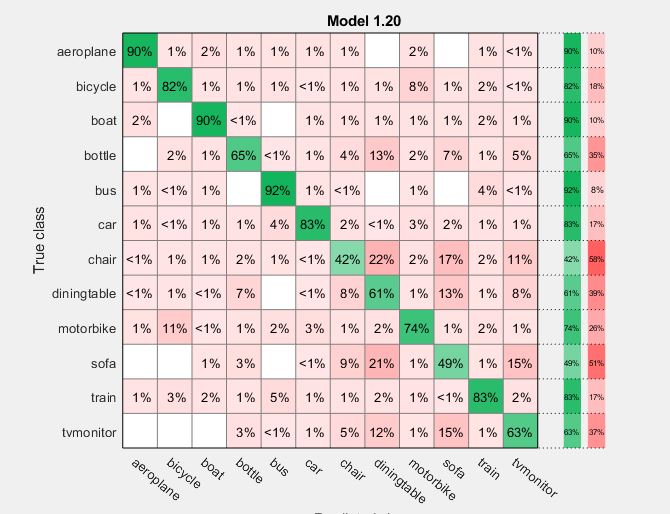 Model 1.20
aeroplane 90% 1% 2% 1% 1% 1% 1% 2% 1% <1% 90% 10%
bicycle 1% 82% 1% 1% 1% <1% 1% 1% 8% 1% 2% <1% 82% 18%
boat 2% 90% <1% 1% 1% 1% 1% 1% 2% 1% 90% 10%
bottle 2% 1% 65% <1% 1% 4% 13% 2% 7% 1% 5% 65% 35%
bus 1% <1% 1% 92% 1% <1% 1% 4% <1% 92% 8%
car 1% <1% 1% 1% 4% 83% 2% <1% 3% 2% 1% 1% 83% 17%
chair <1% 1% 1% 2% 1% <1% 42% 22% 2% 17% 2% 11% 42% 58%
diningtable <1% 1% <1% 7% <1% 8% 61% 1% 13% 1% 8% 61% 39%
motorbike 1% 11% <1% 1% 2% 3% 1% 2% 74% 1% 2% 1% 74% 26%
sofa 1% 3% <1% 9% 21% 1% 49% 1% 15% 49% 51%
train 1% 3% 2% 1% 5% 1% 1% 2% 1% <1% 83% 2% 83% 17%
tvmonitor 3% <1% 1% 5% 12% 1% 15% 1% 63% 63% 37%
True class
aeroplane bicycle boat bottle bus car chair diningtable motorbike sofa train tvmonitor